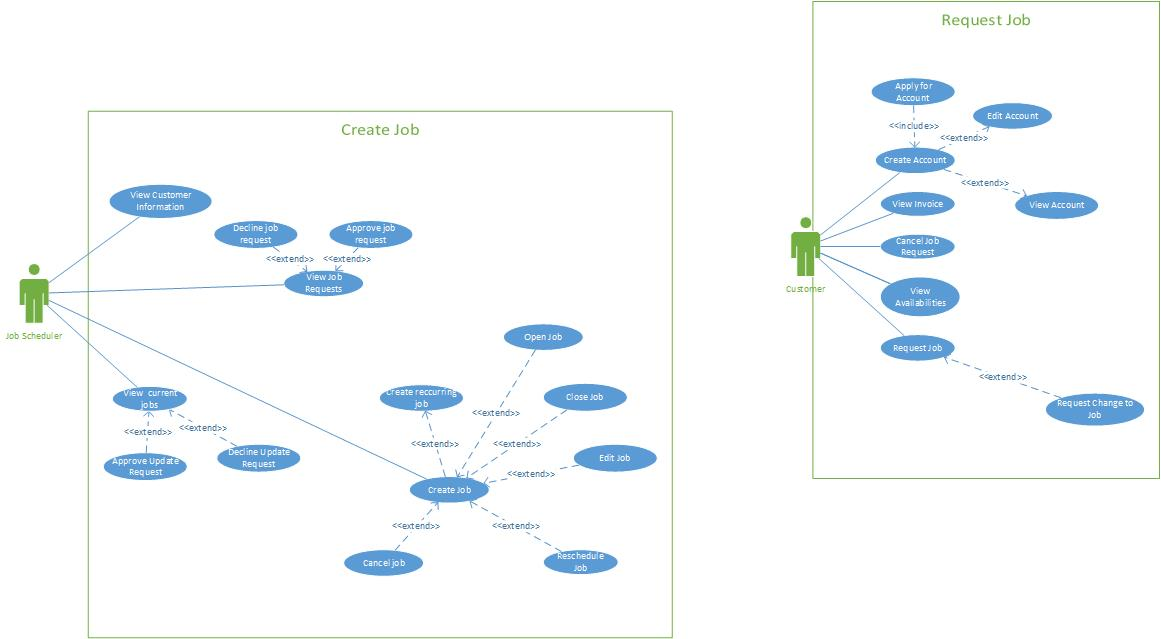 Request Job
Apply for
Account
<<include>>
Edit Account
<<extend>>
Create Account
<<extend>>
View Invoice
View Account
Cancel Job
Request
Customer
View
Availabilities
Request Job
<<extend>>
Request Change to
Job
Create Job
View Customer
Information
Decline job
request
Approve job
request
<<extend>>
<<extend>>
View Job
Requests
Job Scheduler
Open Job
View current
jobs
Create reccurring
job
Close Job
<<extend>>
<<extend>>
<<extend>>
<<extend>>
<<extend>>
Approve Update
Request
Decline Update
Request
Edit Job
<<extend>>
Create Job
<<extend>>
<<extend>>
Cancel job
Reschedule
Job